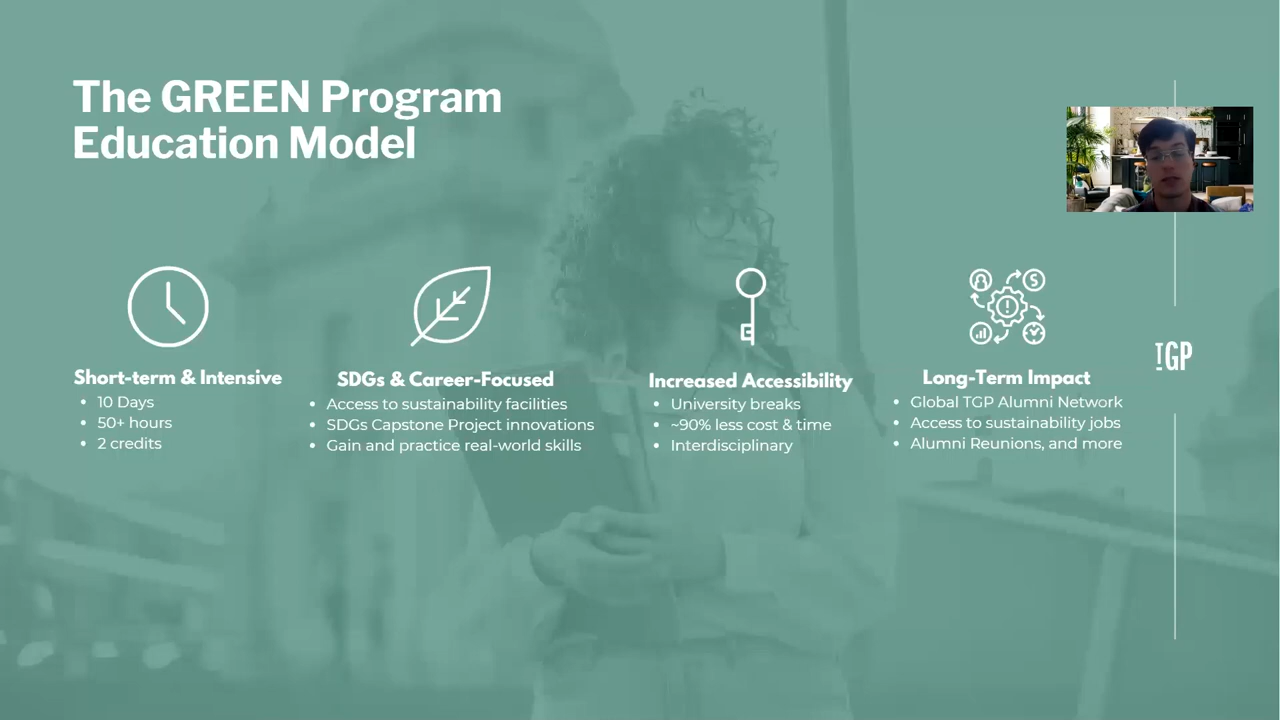 The GREEN Program
Education Model
Short-term & Intensive
• 10 Days
• 50+ hours
• 2 credits
SDGs & Career-Focused
• Access to sustainability facilities
• SDGs Capstone Project innovations
• Gain and practice real-world skills
Increased Accessibility
• University breaks
• ~90% less cost & time
• Interdisciplinary
Long-Term Impact
• Global TGP Alumni Network
• Access to sustainability jobs
• Alumni Reunions, and more
TGP